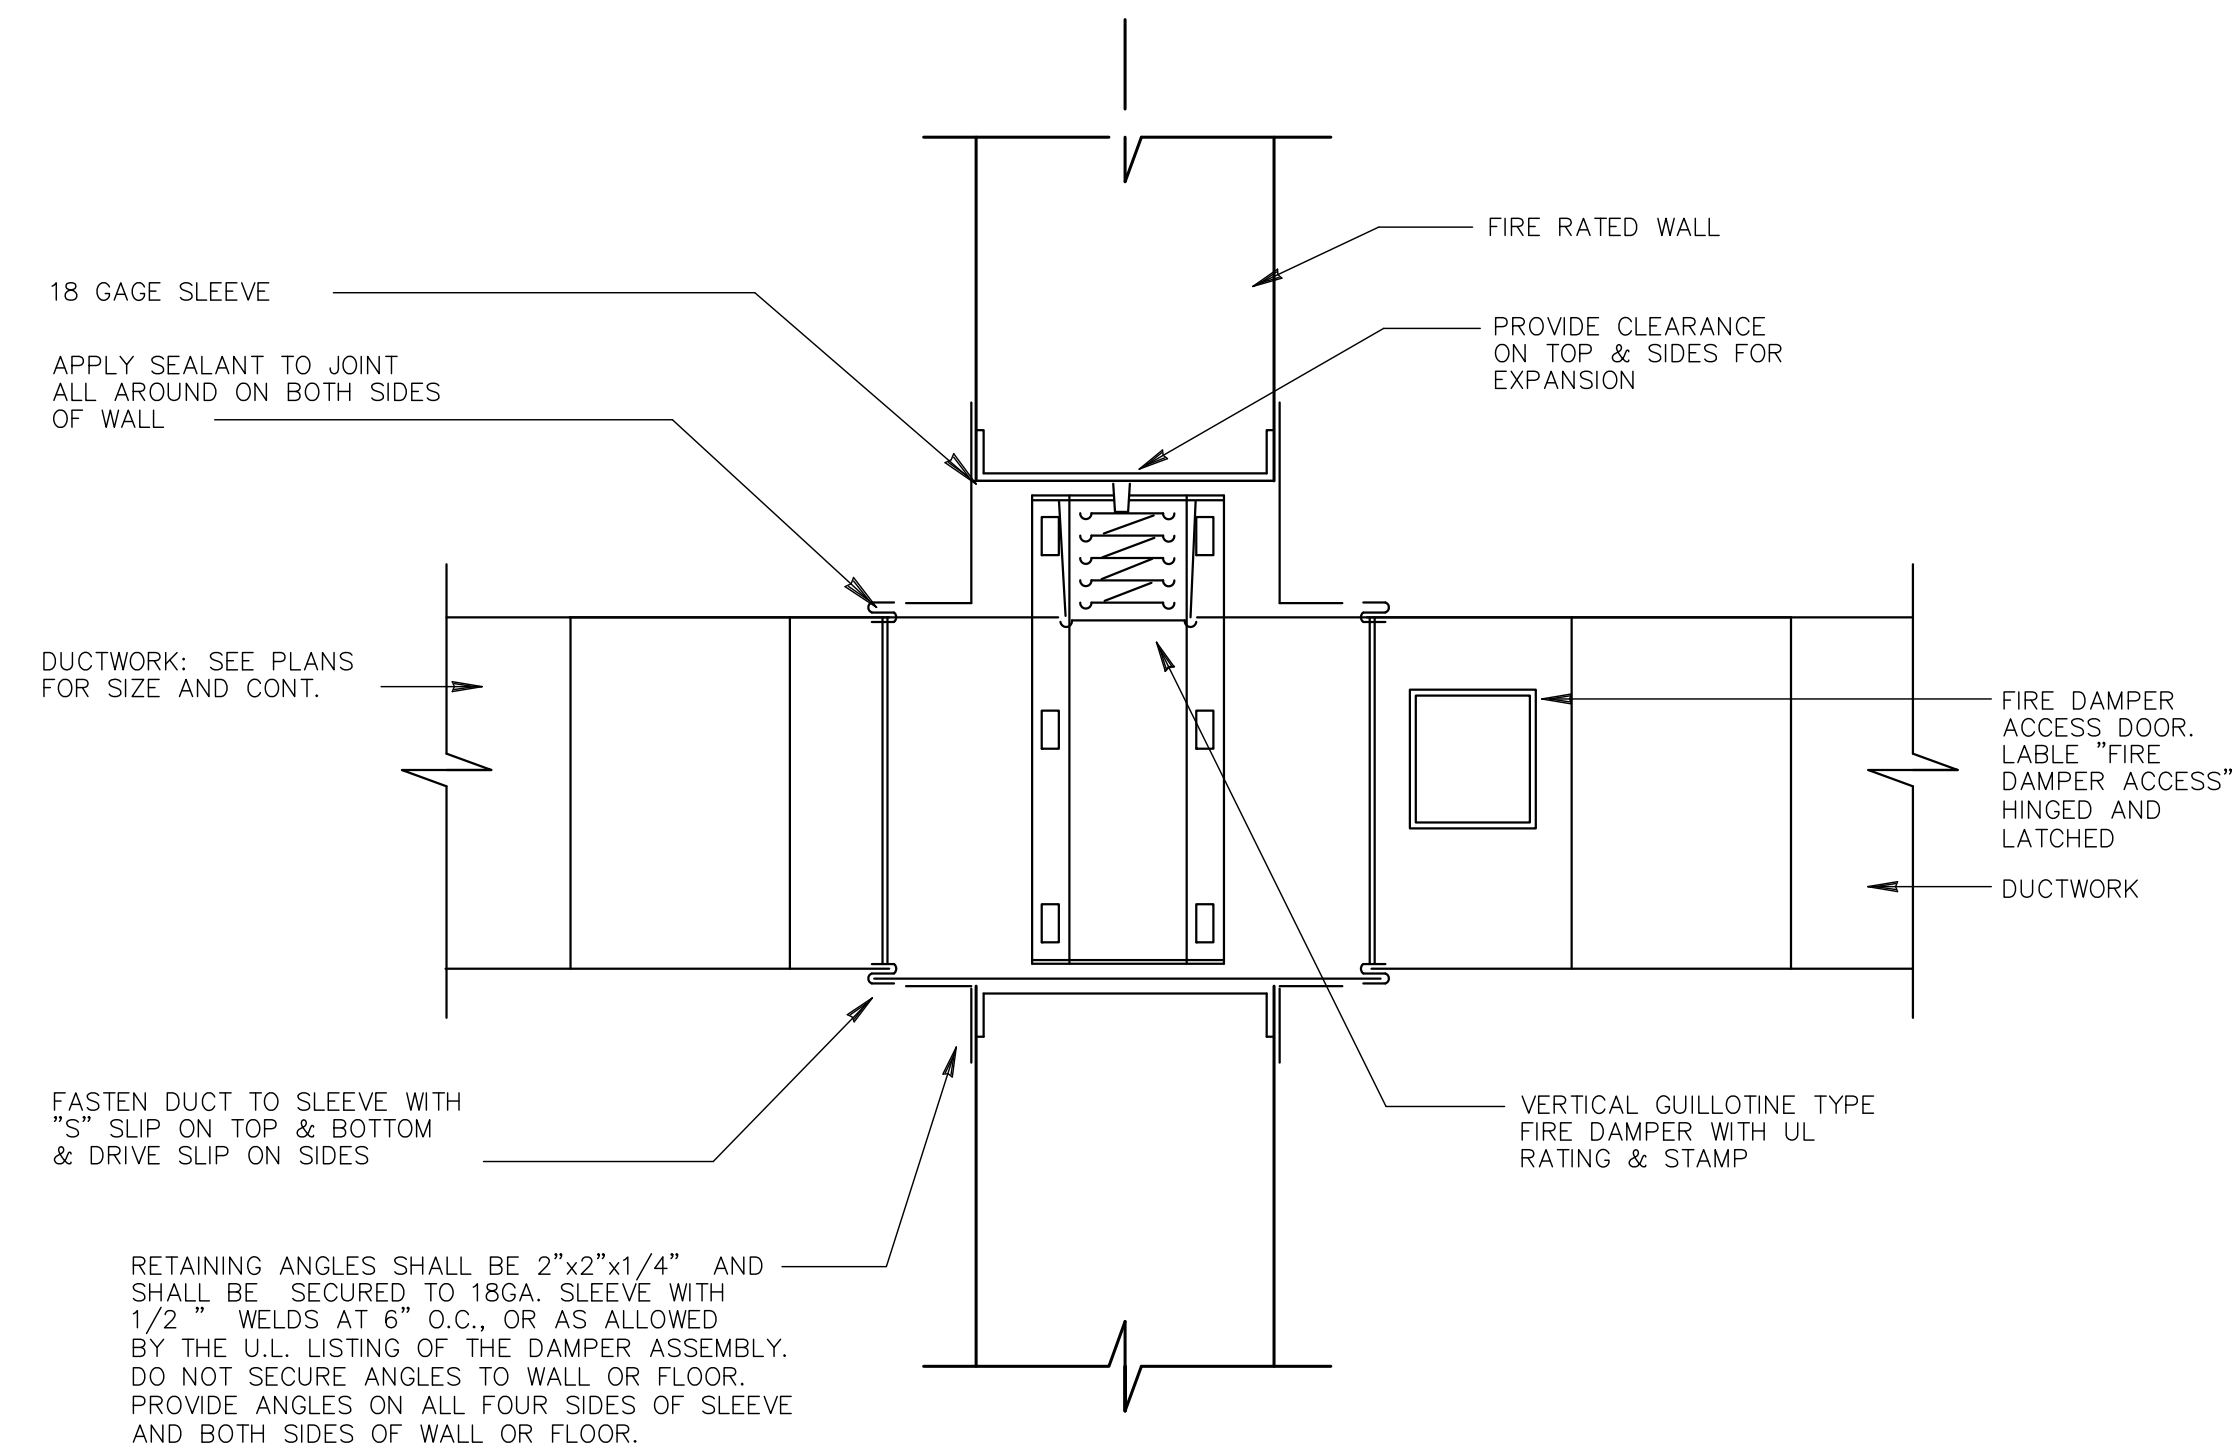 FIRE RATED WALL
18 GAGE SLEEVE
PROVIDE CLEARANCE
ON TOP & SIDES FOR
EXPANSION
APPLY SEALANT TO JOINT
ALL AROUND ON BOTH SIDES
OF WALL
DUCTWORK: SEE PLANS
FOR SIZE AND CONT.
FIRE DAMPER
ACCESS DOOR.
LABLE "FIRE
DAMPER ACCESS"
HINGED AND
LATCHED
DUCTWORK
FASTEN DUCT TO SLEEVE WITH
"S" SLIP ON TOP & BOTTOM
& DRIVE SLIP ON SIDES
VERTICAL GUILLOTINE TYPE
FIRE DAMPER WITH UL
RATING & STAMP
RETAINING ANGLES SHALL BE 2"x2"x1/4" AND
SHALL BE SECURED TO 18GA. SLEEVE WITH
1/2 " WELDS AT 6" O.C., OR AS ALLOWED
BY THE U.L. LISTING OF THE DAMPER ASSEMBLY.
DO NOT SECURE ANGLES TO WALL OR FLOOR.
PROVIDE ANGLES ON ALL FOUR SIDES OF SLEEVE
AND BOTH SIDES OF WALL OR FLOOR.